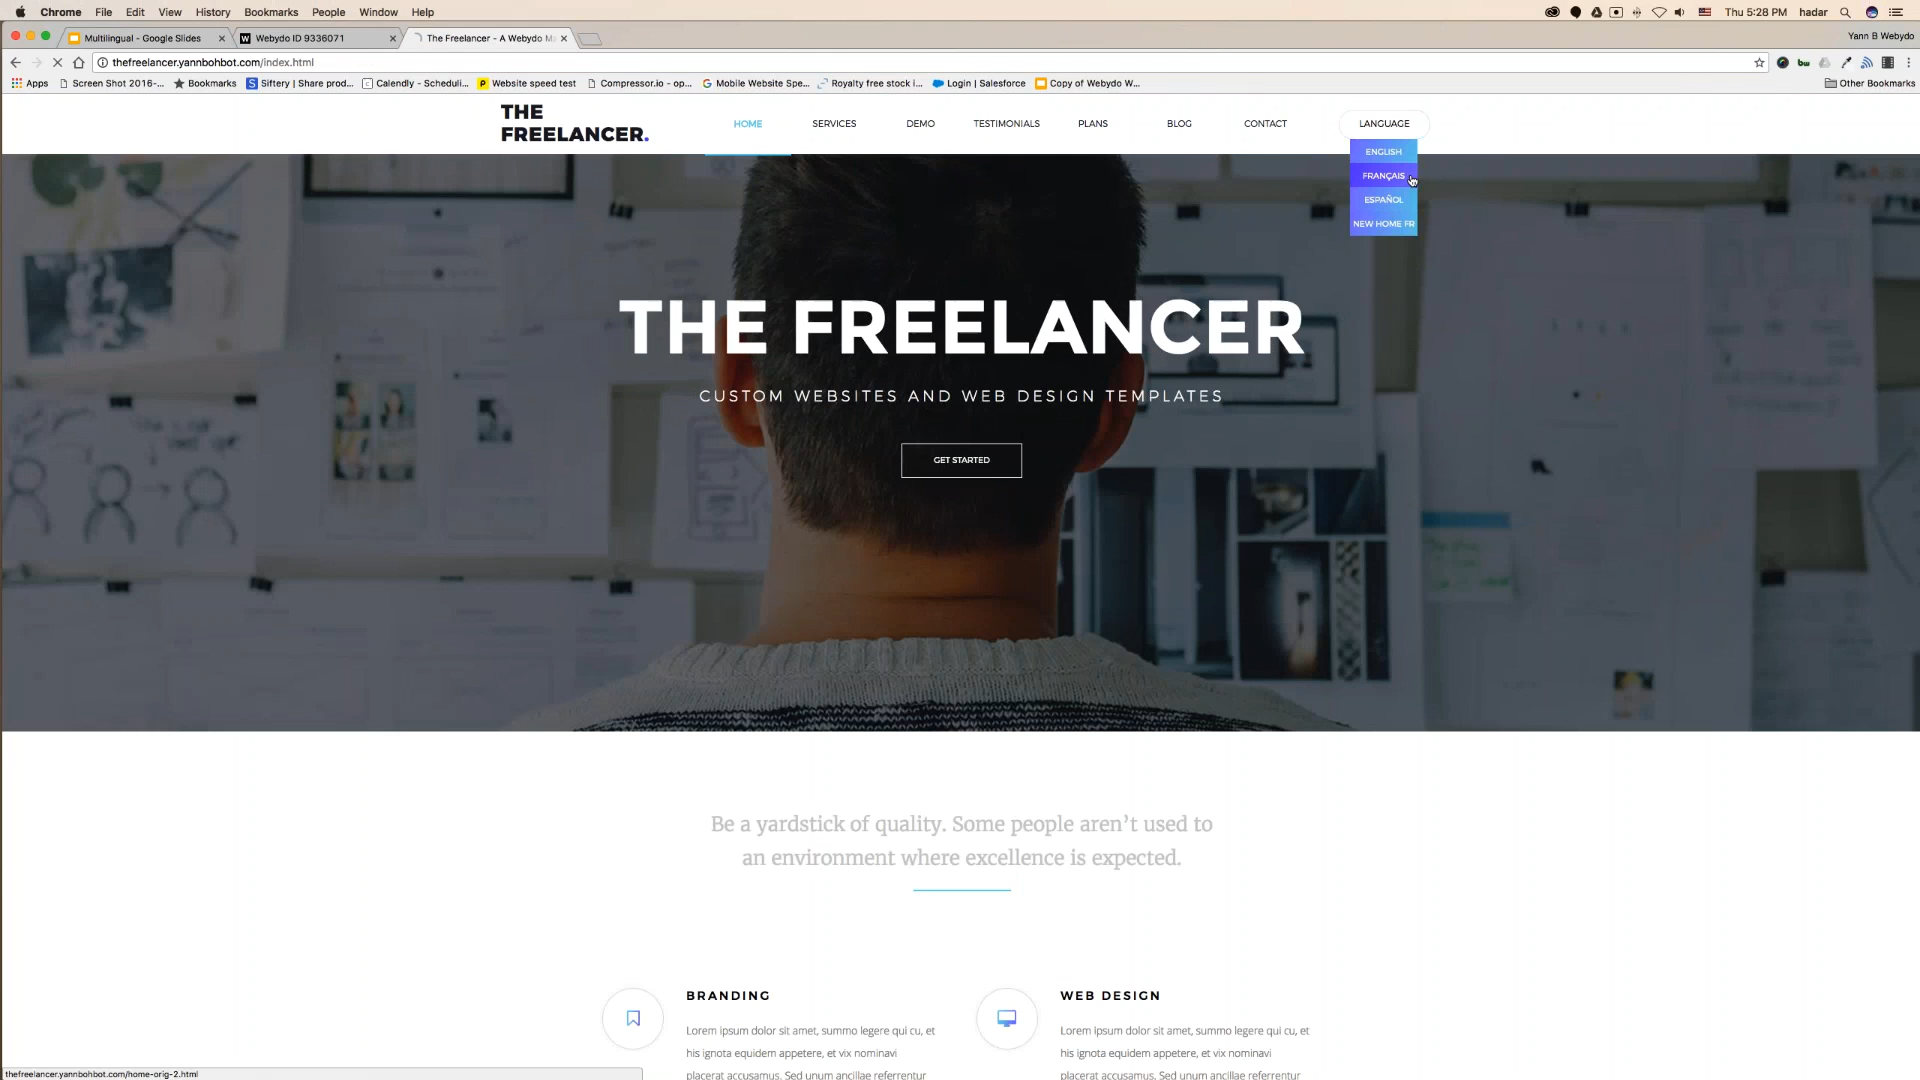 Chrome File Edit View History Bookmarks People Window Help
Thu 5:28 PM hadar
Multilingual - Google Slides
Webydo ID 9336071
The Freelancer - A Webydo M
Yann B Webydo
thefreelancer.yannbohbot.com/index.html
Apps Screen Shot 2016-... Bookmarks Siftery | Share prod... Calendly - Scheduli... Website speed test Compressor.io - op... Mobile Website Spe... Royalty free stock i... Login | Salesforce Copy of Webydo W... Other Bookmarks
THE
FREELANCER.
HOME SERVICES DEMO TESTIMONIALS PLANS BLOG CONTACT LANGUAGE
ENGLISH
FRANÇAIS
ESPAÑOL
NEW HOME FR
THE FREELANCER
CUSTOM WEBSITES AND WEB DESIGN TEMPLATES
GET STARTED
Be a yardstick of quality. Some people aren’t used to
an environment where excellence is expected.
BRANDING
Lorem ipsum dolor sit amet, summo legere qui cu, et
his ignota equidem appetere, et vix nominavi
placerat accusamus. Sed unum ancillae referrentur
WEB DESIGN
Lorem ipsum dolor sit amet, summo legere qui cu, et
his ignota equidem appetere, et vix nominavi
placerat accusamus. Sed unum ancillae referrentur
thefreelancer.yannbohbot.com/home-orig-2.html